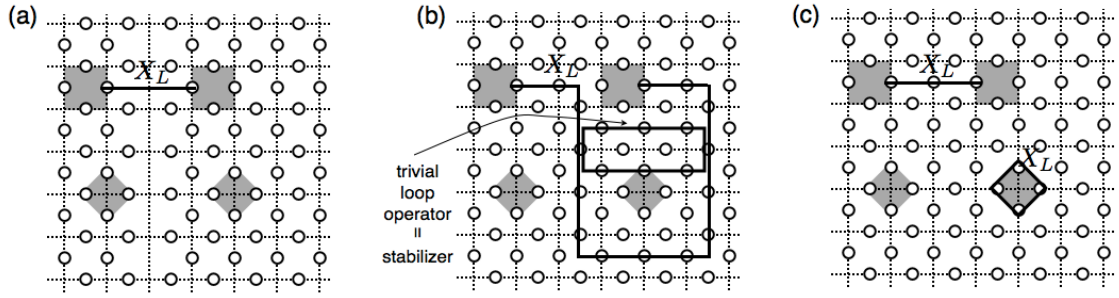 (a)
X_L
(b)
X_L
trivial
loop
operator
=
stabilizer
(c)
X_L
X_L